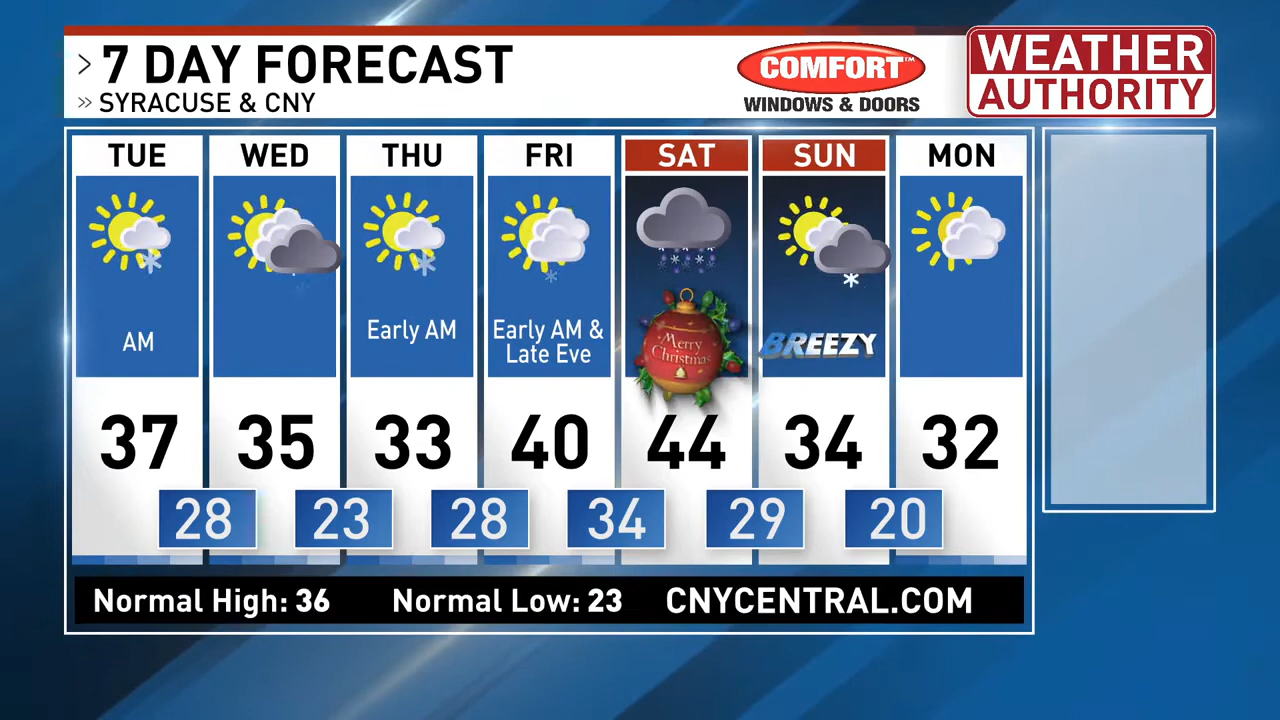 > 7 DAY FORECAST
» SYRACUSE & CNY
COMFORT™
WINDOWS & DOORS
WEATHER
AUTHORITY
TUE WED THU FRI SAT SUN MON
AM
Early AM
Early AM &
Late Eve
Merry
Christmas
BREEZY
37 35 33 40 44 34 32
28 23 28 34 29 20
Normal High: 36 Normal Low: 23 CNYCENTRAL.COM